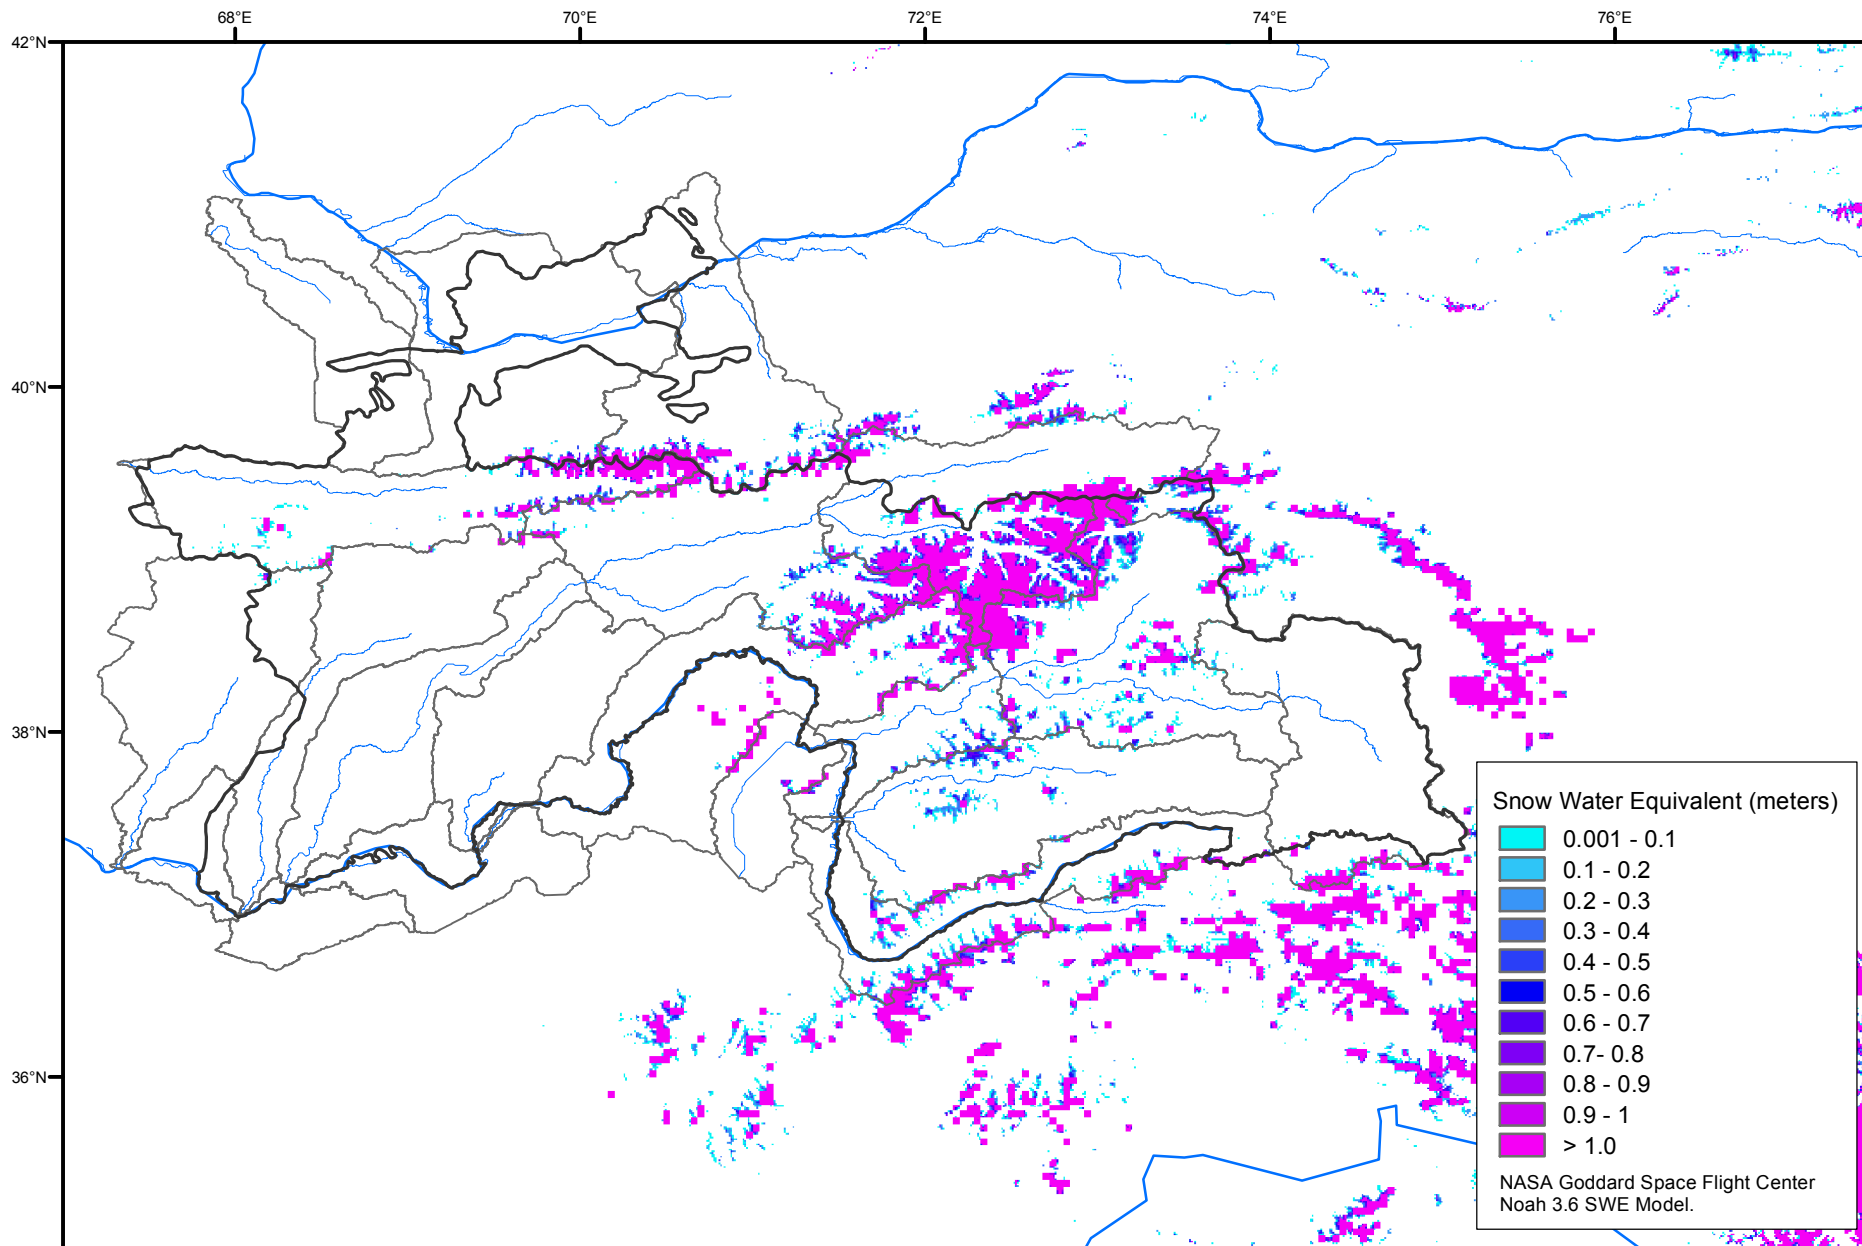 68°E
70°E
72°E
74°E
76°E
42°N
40°N
38°N
36°N
Snow Water Equivalent (meters)
0.001 - 0.1
0.1 - 0.2
0.2 - 0.3
0.3 - 0.4
0.4 - 0.5
0.5 - 0.6
0.6 - 0.7
0.7- 0.8
0.8 - 0.9
0.9 - 1
> 1.0
NASA Goddard Space Flight Center
Noah 3.6 SWE Model.